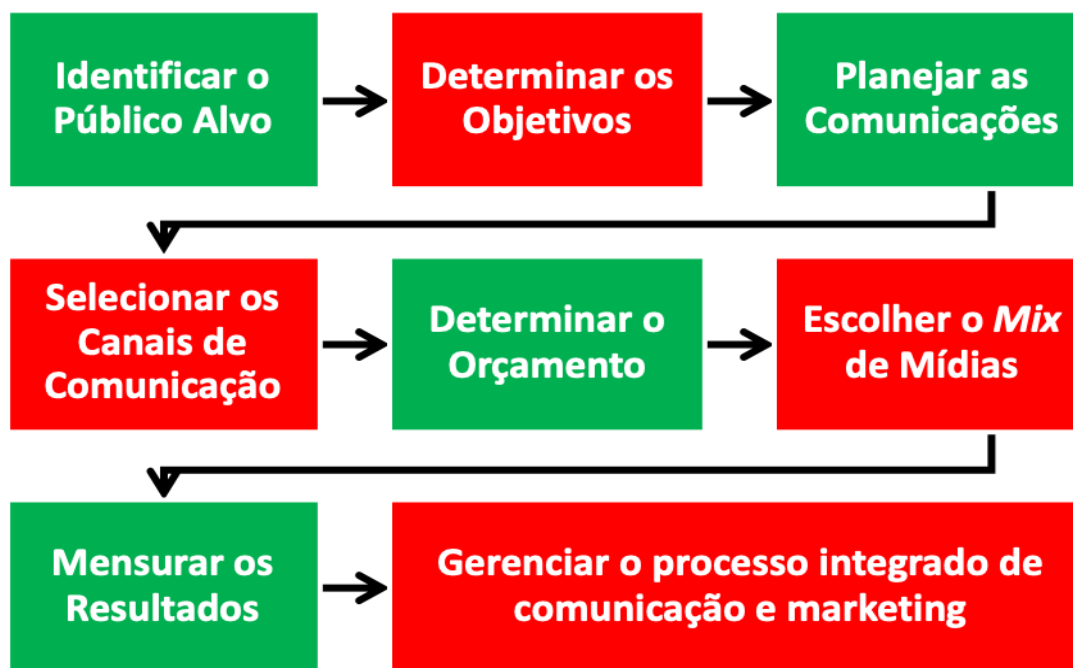 Identificar o
Público Alvo
Determinar os
Objetivos
Planejar as
Comunicações
Selecionar os
Canais de
Comunicação
Determinar o
Orçamento
Escolher o Mix
de Mídias
Mensurar os
Resultados
Gerenciar o processo integrado de
comunicação e marketing